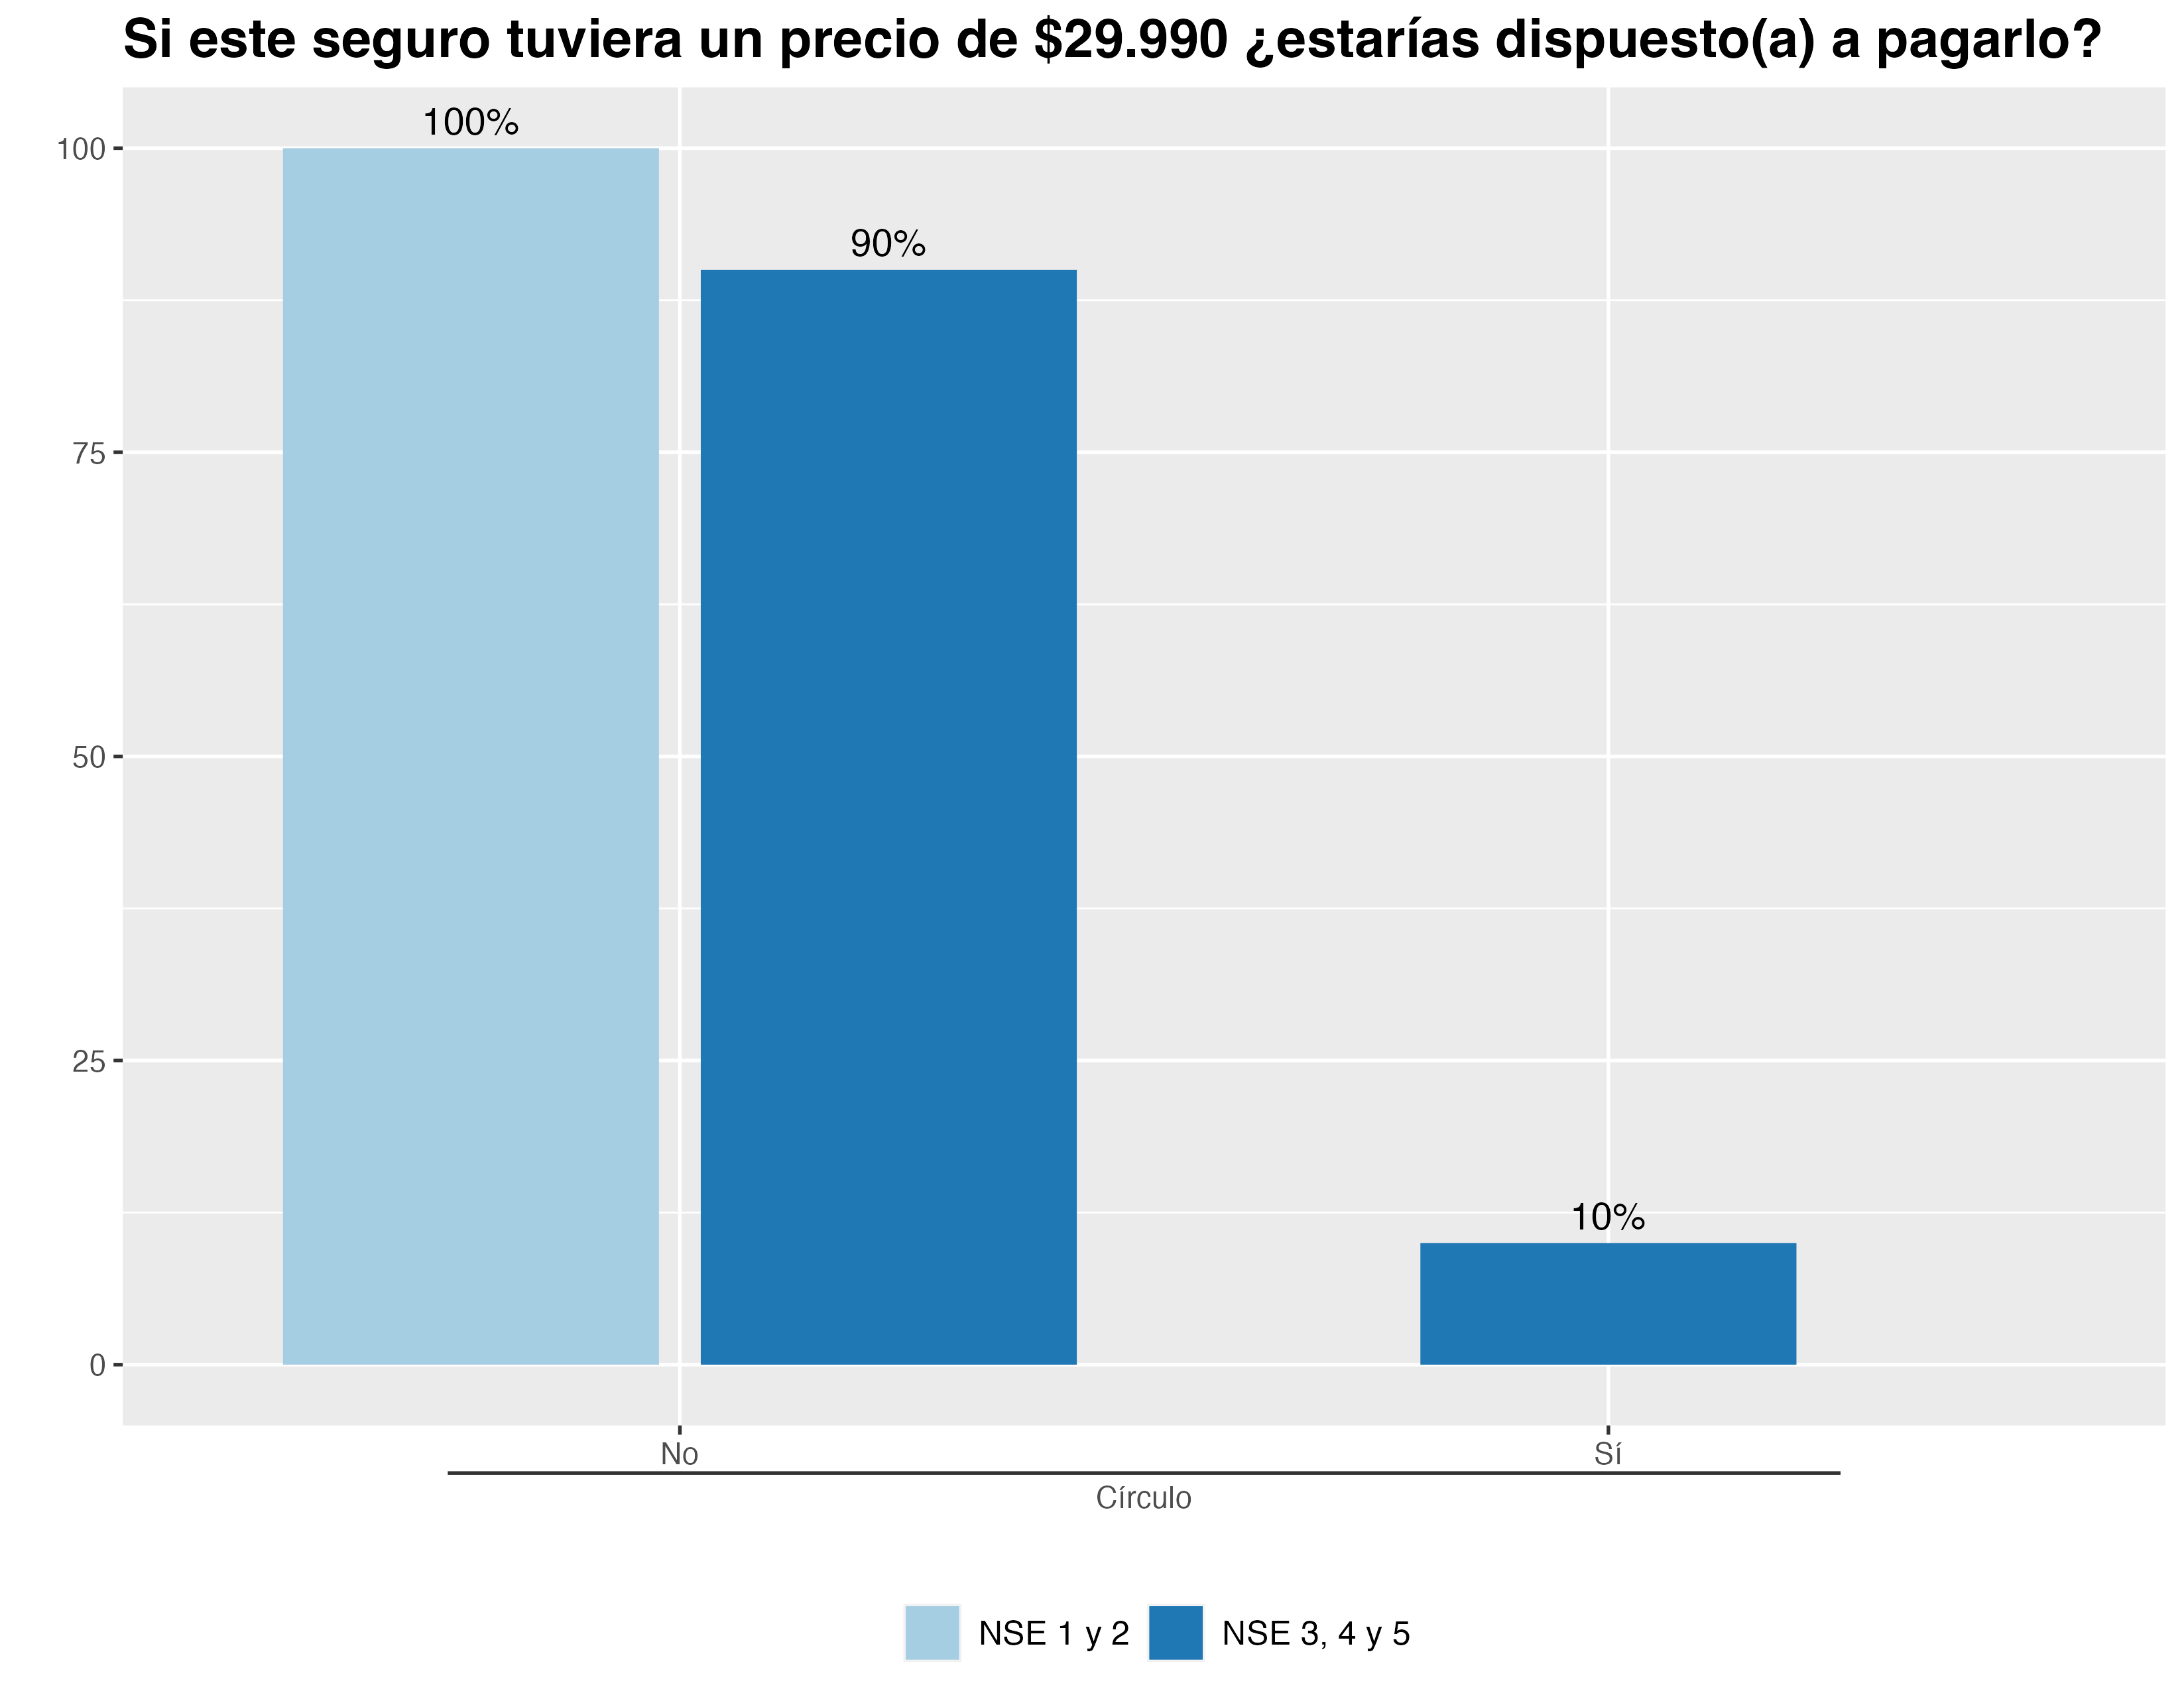 Si este seguro tuviera un precio de $29.990 ¿estarías dispuesto(a) a pagarlo?
100%
100
90%
75
50
25
10%
0
No
Sí
Círculo
NSE 1 y 2
NSE 3, 4 y 5